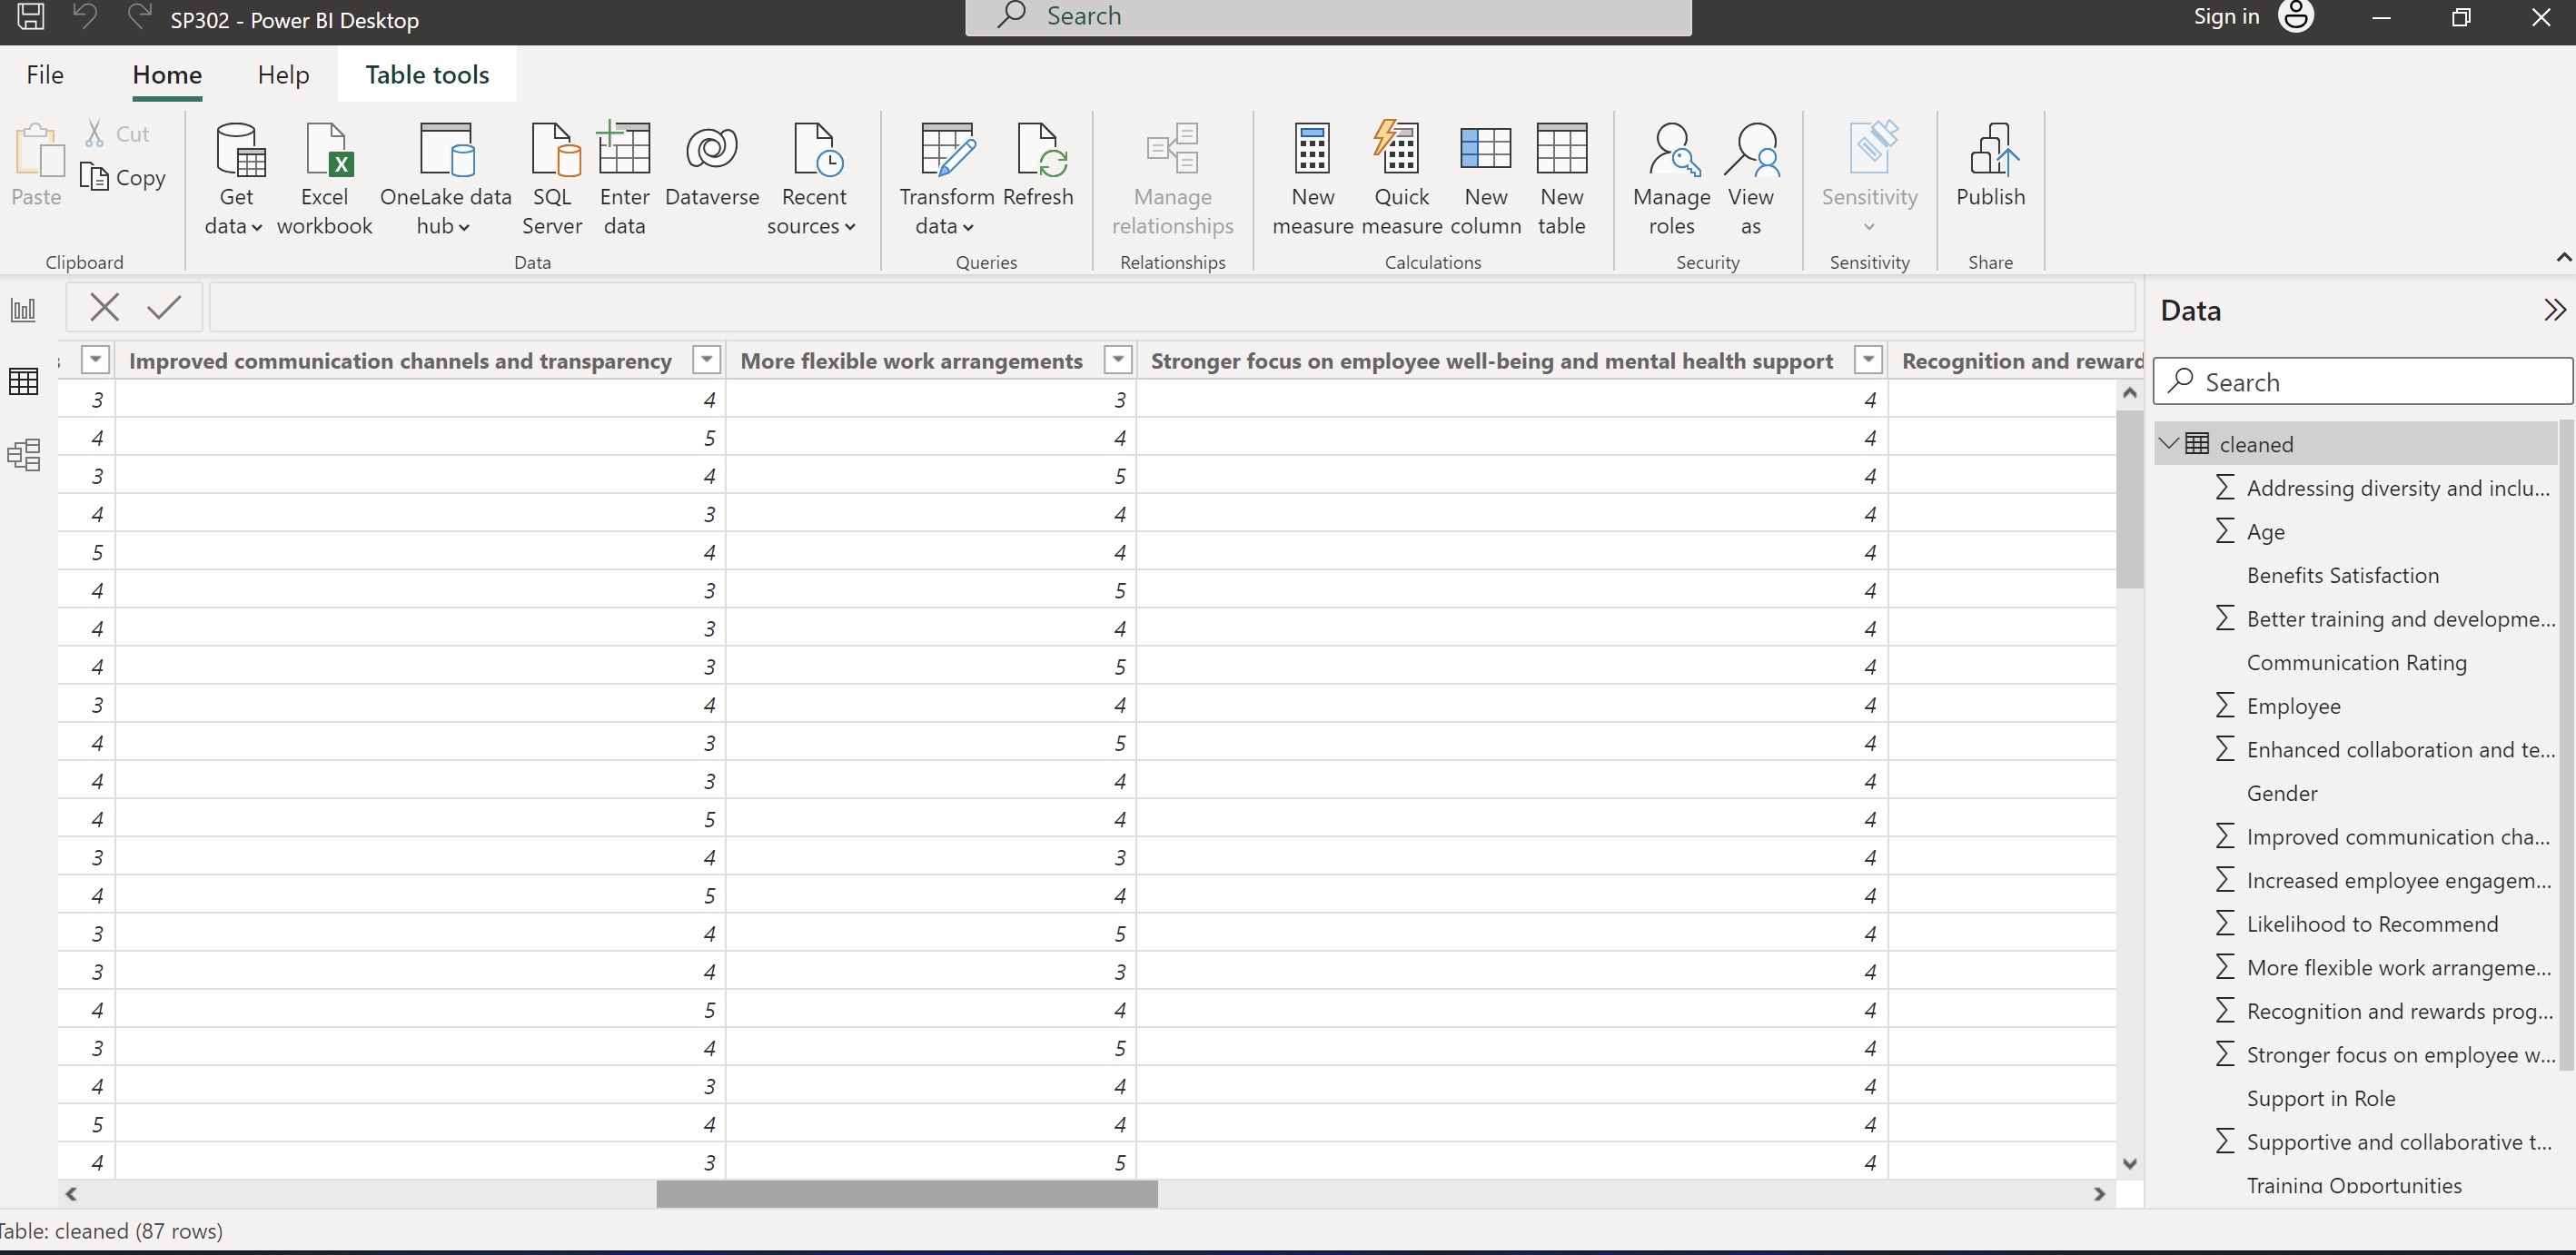 SP302 - Power BI Desktop
Search
Sign in
File Home Help Table tools
Paste
Cut
Copy
Clipboard
Get data
Excel workbook
OneLake data hub
SQL Server
Enter data
Dataverse
Recent sources
Data
Transform data
Refresh
Queries
Manage relationships
Relationships
New measure
Quick measure
New column
New table
Calculations
Manage roles
View as
Security
Sensitivity
Sensitivity
Publish
Share
Improved communication channels and transparency More flexible work arrangements Stronger focus on employee well-being and mental health support Recognition and reward
3 4 3 4
4 5 4 4
3 4 5 4
4 3 4 4
5 4 4 4
4 3 5 4
4 3 4 4
4 3 5 4
3 4 4 4
4 3 5 4
4 3 4 4
4 5 4 4
3 4 3 4
4 5 4 4
3 4 5 4
3 4 3 4
4 5 4 4
3 4 5 4
4 3 4 4
5 4 4 4
4 3 5 4
Table: cleaned (87 rows)
Data
Search
cleaned
Addressing diversity and inclu...
Age
Benefits Satisfaction
Better training and developme...
Communication Rating
Employee
Enhanced collaboration and te...
Gender
Improved communication cha...
Increased employee engagem...
Likelihood to Recommend
More flexible work arrangeme...
Recognition and rewards prog...
Stronger focus on employee w...
Support in Role
Supportive and collaborative t...
Training Opportunities